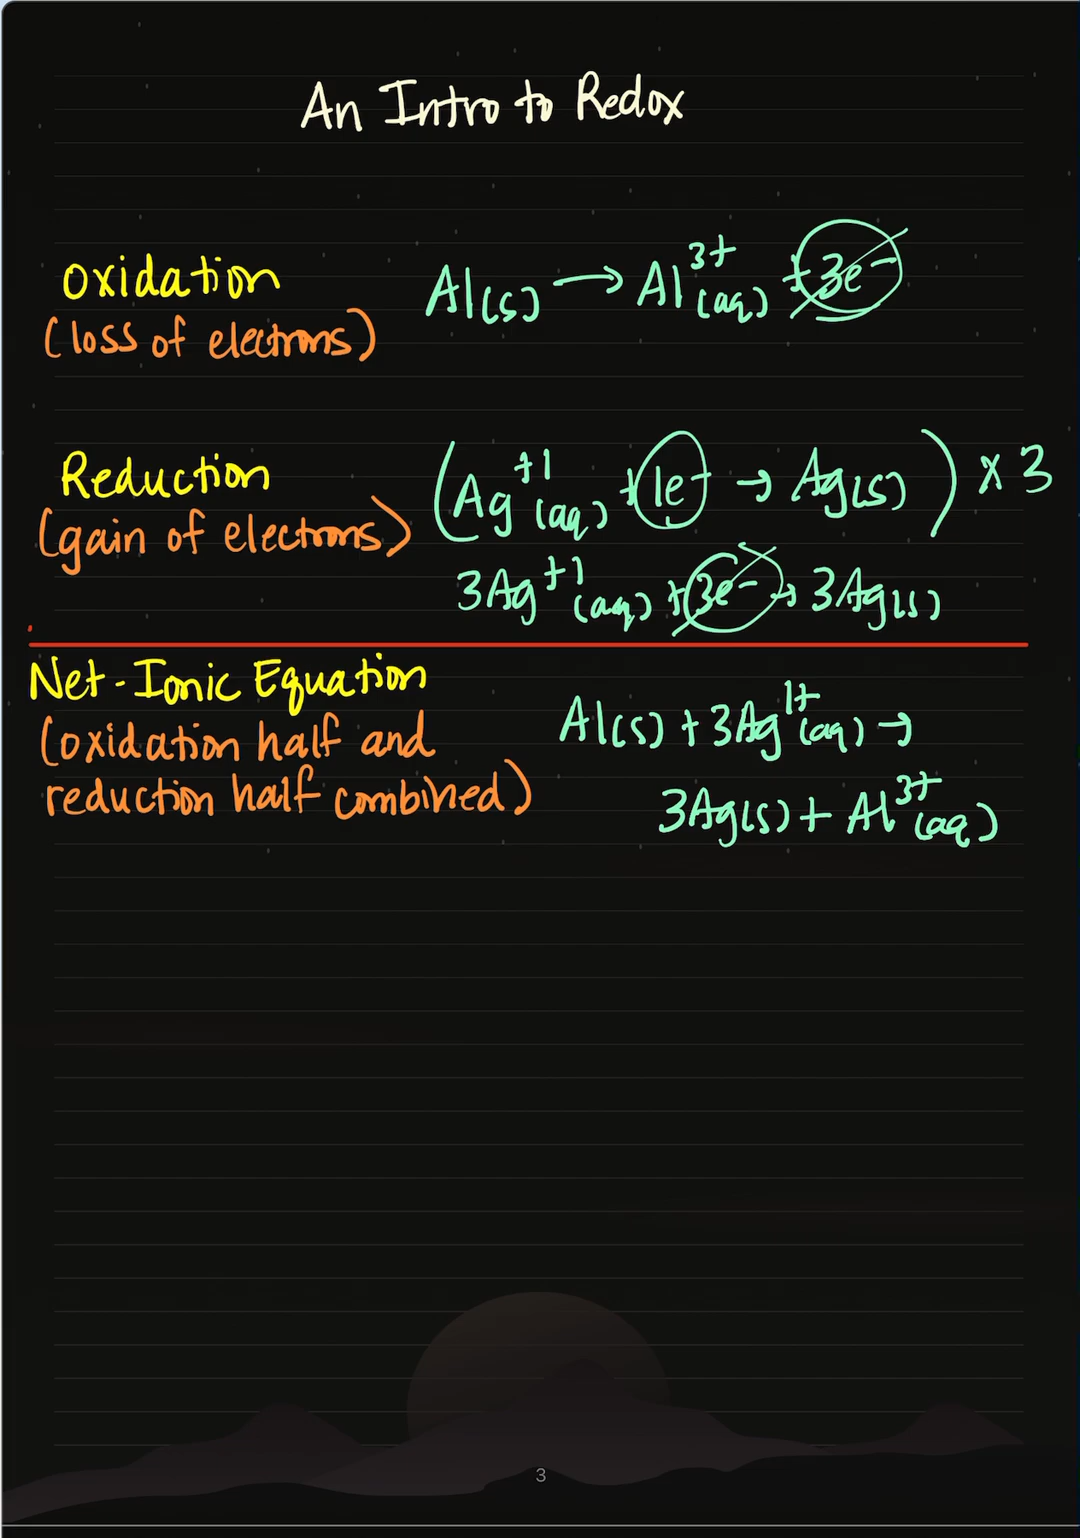 An Intro to Redox
Oxidation
(loss of electrons)
Al(s) → Al³⁺(aq) + 3e⁻
Reduction
(gain of electrons)
(Ag⁺¹(aq) + 1e⁻ → Ag(s)) × 3
3Ag⁺¹(aq) + 3e⁻ → 3Ag(s)
Net-Ionic Equation
(oxidation half and
reduction half combined)
Al(s) + 3Ag¹⁺(aq) →
3Ag(s) + Al³⁺(aq)
3